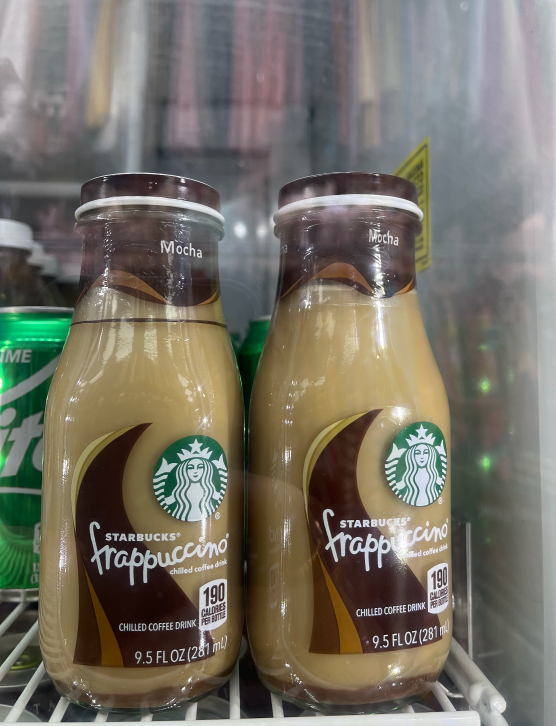 Mocha
STARBUCKS®
frappuccino®
chilled coffee drink
190
CALORIES
PER BOTTLE
CHILLED COFFEE DRINK
9.5 FL OZ (281 mL)
Mocha
STARBUCKS®
frappuccino®
chilled coffee drink
190
CALORIES
PER BOTTLE
CHILLED COFFEE DRINK
9.5 FL OZ (281 mL
IME
it